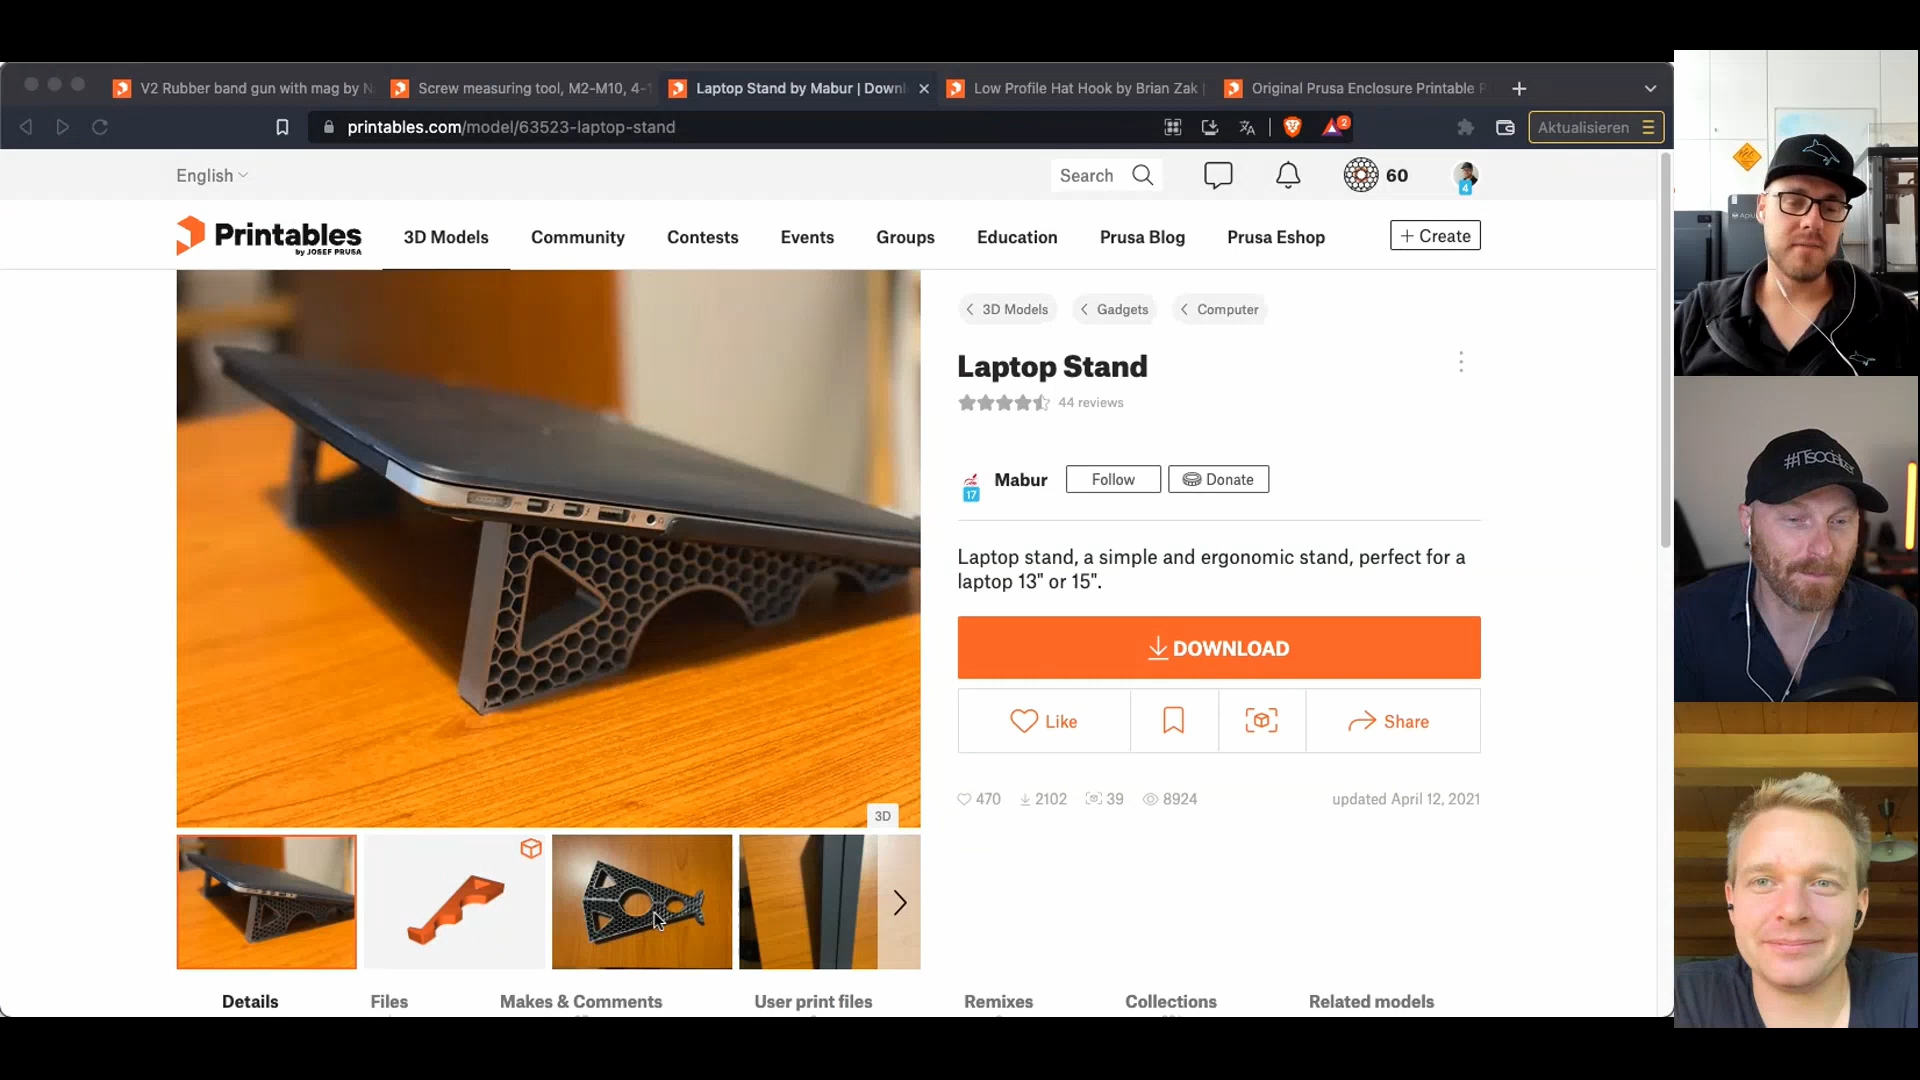 V2 Rubber band gun with mag by N
Screw measuring tool, M2-M10, 4-
Laptop Stand by Mabur | Downl
Low Profile Hat Hook by Brian Zak |
Original Prusa Enclosure Printable P
printables.com/model/63523-laptop-stand
2
Aktualisieren
English
Search
60
4
Printables
by JOSEF PRUSA
3D Models
Community
Contests
Events
Groups
Education
Prusa Blog
Prusa Eshop
+ Create
3D Models
Gadgets
Computer
Laptop Stand
44 reviews
17
Mabur
Follow
Donate
Laptop stand, a simple and ergonomic stand, perfect for a
laptop 13" or 15".
DOWNLOAD
Like
Share
470
2102
39
8924
updated April 12, 2021
3D
Details
Files
Makes & Comments
User print files
Remixes
Collections
Related models